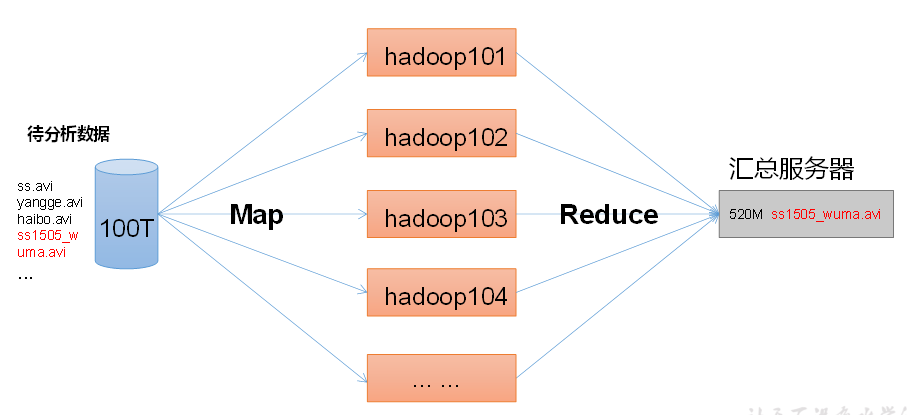 hadoop101
待分析数据
hadoop102
汇总服务器
ss.avi
yangge.avi
haibo.avi
ss1505_w
uma.avi
...
100T
Map
hadoop103
Reduce
520M ss1505_wuma.avi
hadoop104
... ...